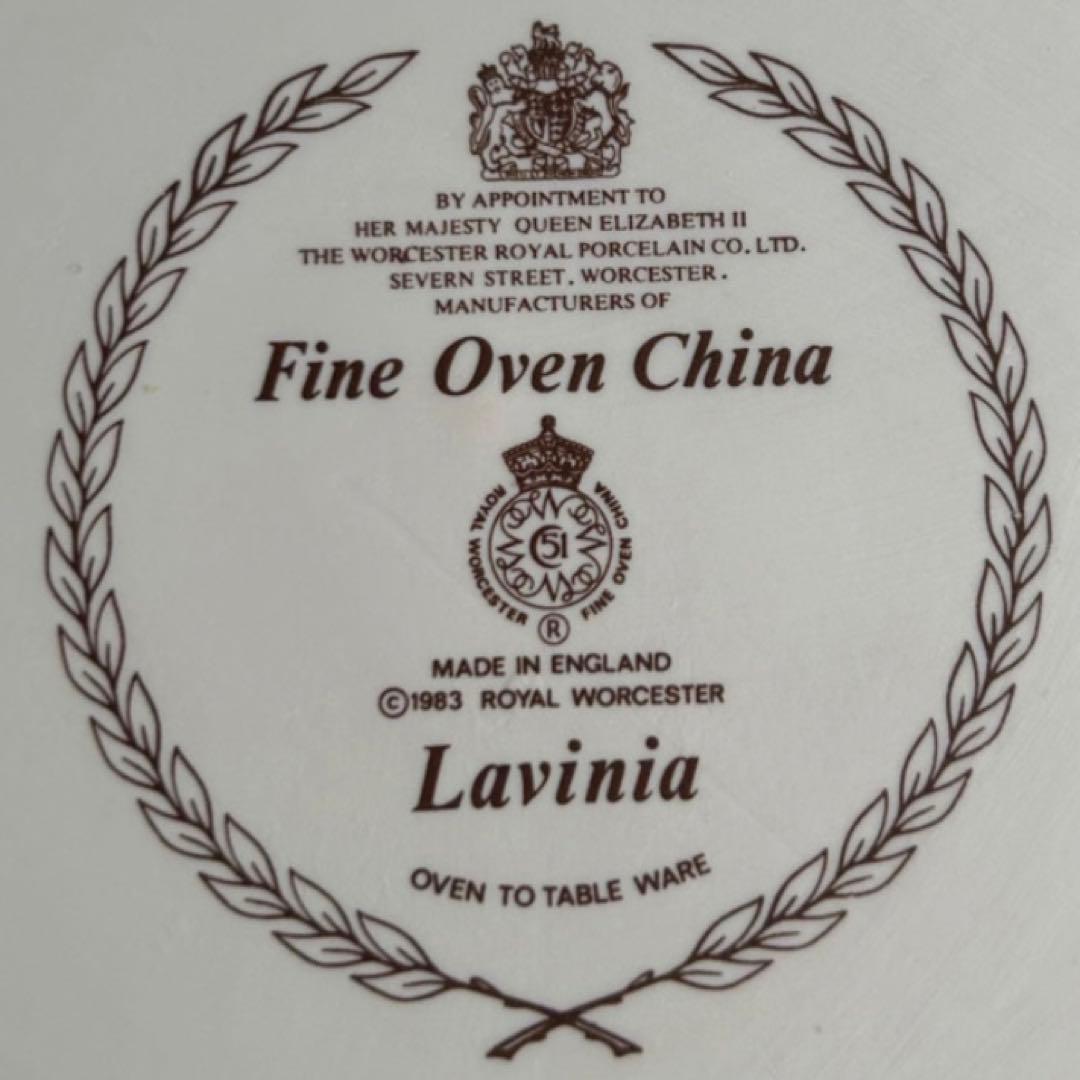 BY APPOINTMENT TO
HER MAJESTY QUEEN ELIZABETH II
THE WORCESTER ROYAL PORCELAIN CO. LTD.
SEVERN STREET, WORCESTER.
MANUFACTURERS OF
Fine Oven China
ROYAL WORCESTER FINE OVEN CHINA
51
®
MADE IN ENGLAND
©1983 ROYAL WORCESTER
Lavinia
OVEN TO TABLE WARE